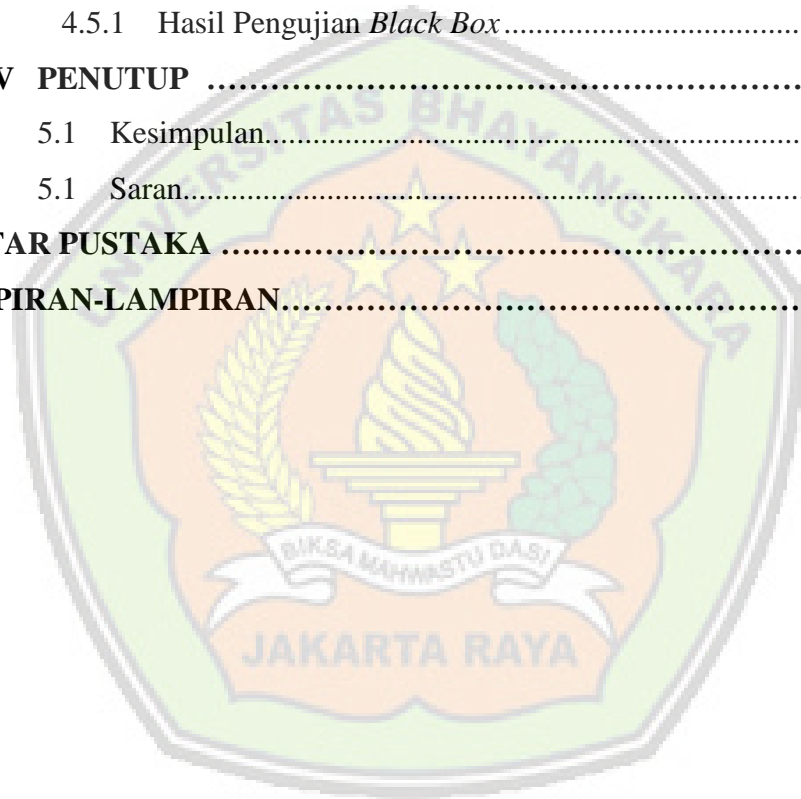 4.5.1 Hasil Pengujian Black Box....................................
V PENUTUP ………………………………………………………
5.1 Kesimpulan..................................................................
5.1 Saran............................................................................
TAR PUSTAKA …..……………………………………………
PIRAN-LAMPIRAN……………………………..………………
UNIVERSITAS BHAYANGKARA
BIKSA MAHWASTU DASI
JAKARTA RAYA